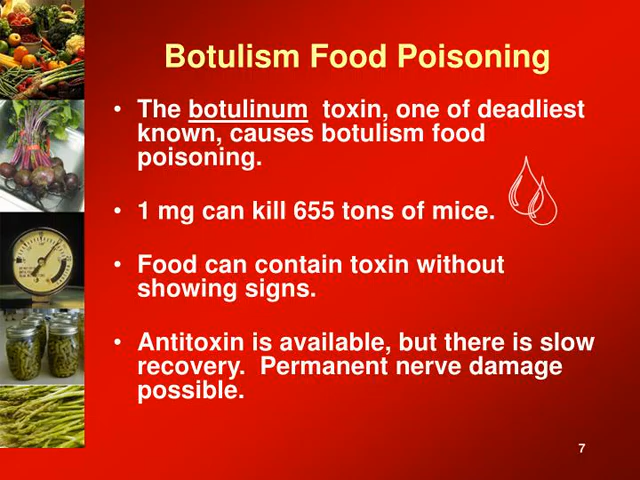 Botulism Food Poisoning
• The botulinum toxin, one of deadliest
known, causes botulism food
poisoning.
• 1 mg can kill 655 tons of mice.
• Food can contain toxin without
showing signs.
• Antitoxin is available, but there is slow
recovery.  Permanent nerve damage
possible.
7